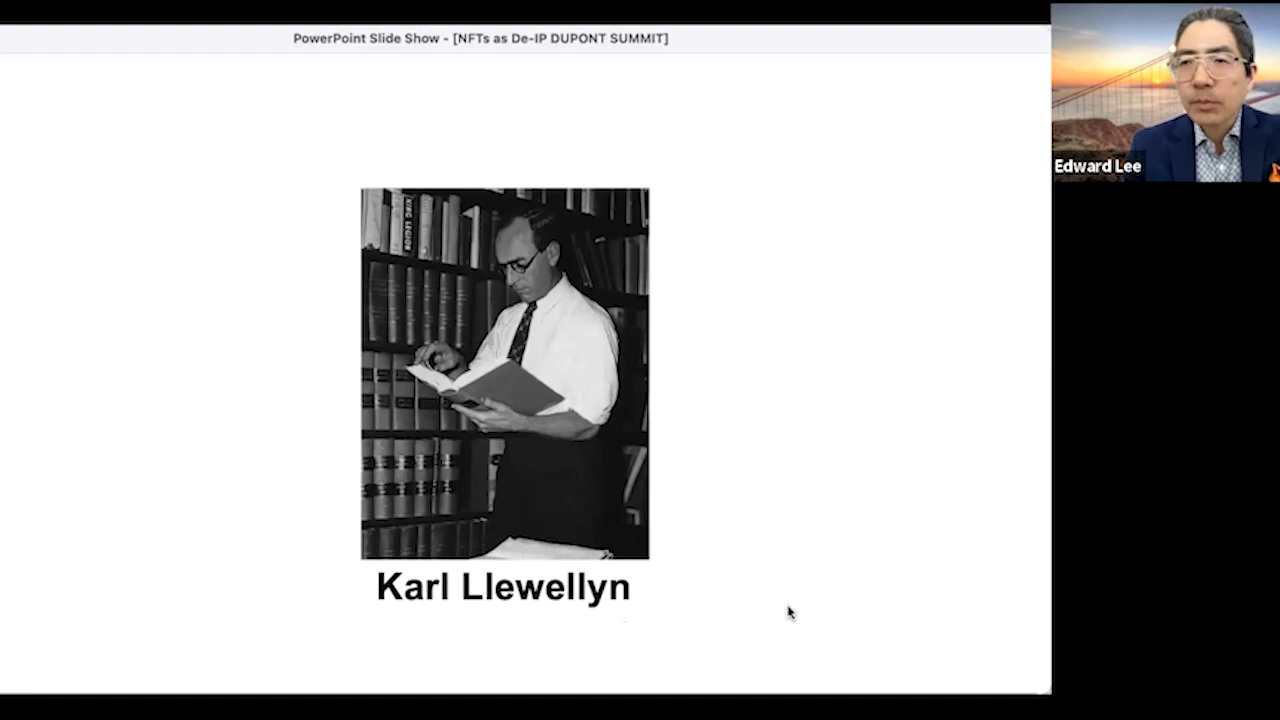 PowerPoint Slide Show - [NFTs as De-IP DUPONT SUMMIT]
Edward Lee
Karl Llewellyn